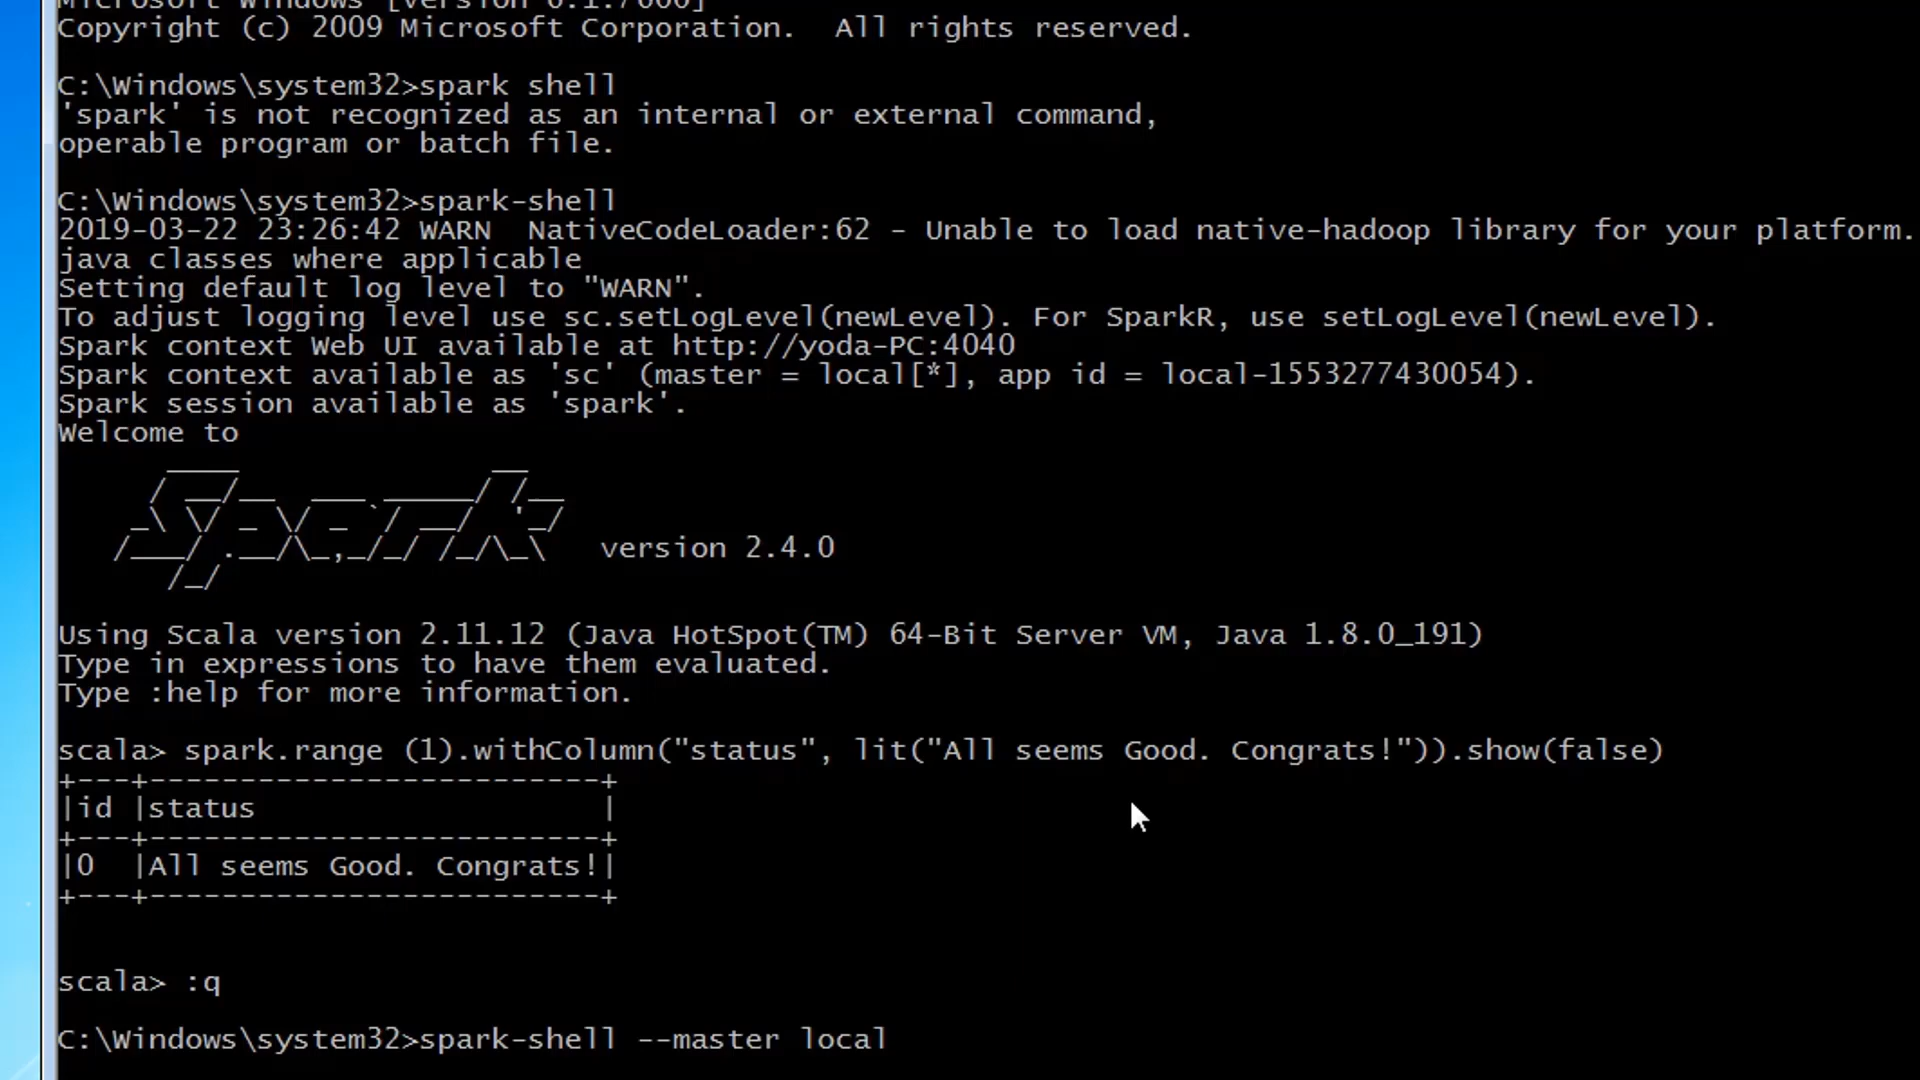 Microsoft Windows [Version 6.1.7600]
Copyright (c) 2009 Microsoft Corporation.  All rights reserved.
C:\Windows\system32>spark shell
'spark' is not recognized as an internal or external command,
operable program or batch file.
C:\Windows\system32>spark-shell
2019-03-22 23:26:42 WARN  NativeCodeLoader:62 - Unable to load native-hadoop library for your platform.
java classes where applicable
Setting default log level to "WARN".
To adjust logging level use sc.setLogLevel(newLevel). For SparkR, use setLogLevel(newLevel).
Spark context Web UI available at http://yoda-PC:4040
Spark context available as 'sc' (master = local[*], app id = local-1553277430054).
Spark session available as 'spark'.
Welcome to
Spark version 2.4.0
Using Scala version 2.11.12 (Java HotSpot(TM) 64-Bit Server VM, Java 1.8.0_191)
Type in expressions to have them evaluated.
Type :help for more information.
scala> spark.range (1).withColumn("status", lit("All seems Good. Congrats!")).show(false)
+---+-------------------------+
|id |status                   |
+---+-------------------------+
|0  |All seems Good. Congrats!|
+---+-------------------------+
scala> :q
C:\Windows\system32>spark-shell --master local